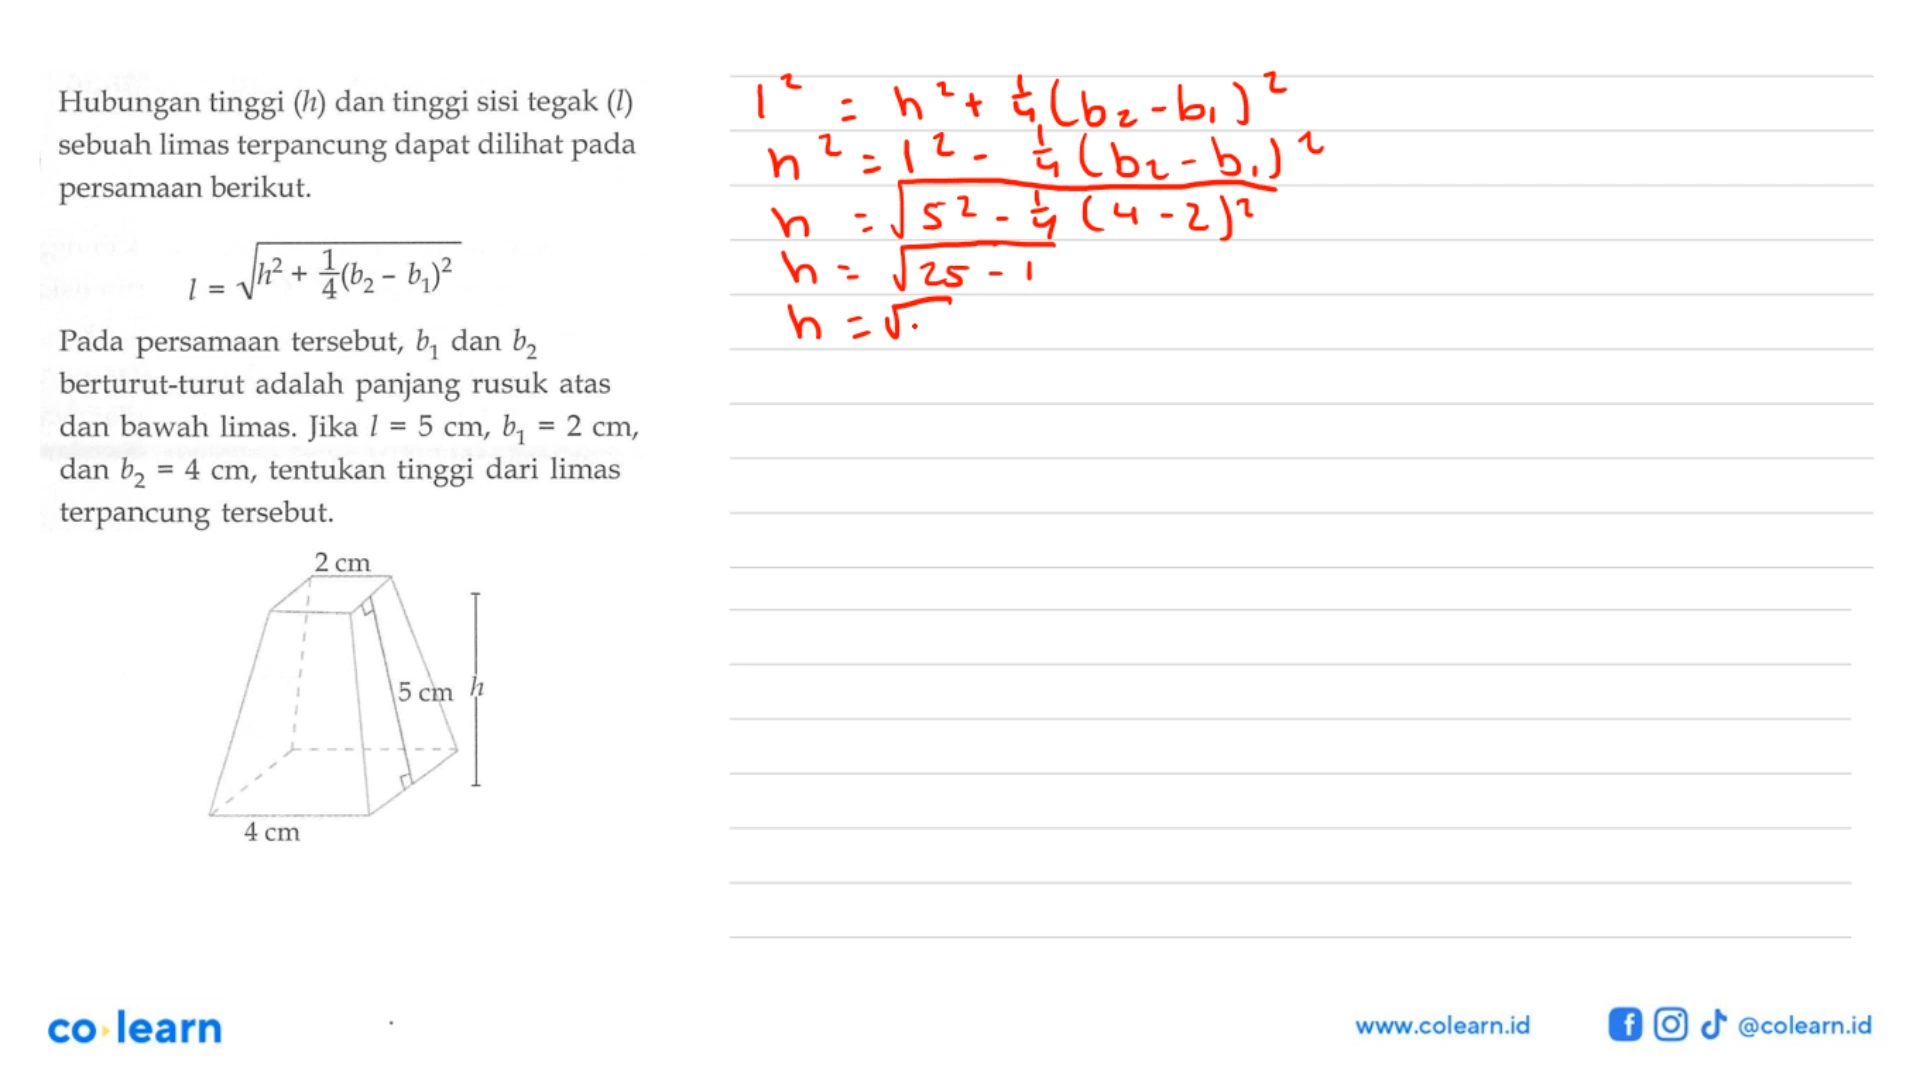 Hubungan tinggi (h) dan tinggi sisi tegak (l)
sebuah limas terpancung dapat dilihat pada
persamaan berikut.
l = √(h² + 1/4(b₂ − b₁)²)
Pada persamaan tersebut, b₁ dan b₂
berturut-turut adalah panjang rusuk atas
dan bawah limas. Jika l = 5 cm, b₁ = 2 cm,
dan b₂ = 4 cm, tentukan tinggi dari limas
terpancung tersebut.
2 cm
5 cm h
4 cm
l² = h² + 1/4 (b₂ - b₁)²
h² = l² - 1/4 (b₂ - b₁)²
h = √(5² - 1/4 (4 - 2)²)
h = √(25 - 1)
h = √
co learn
www.colearn.id
@colearn.id